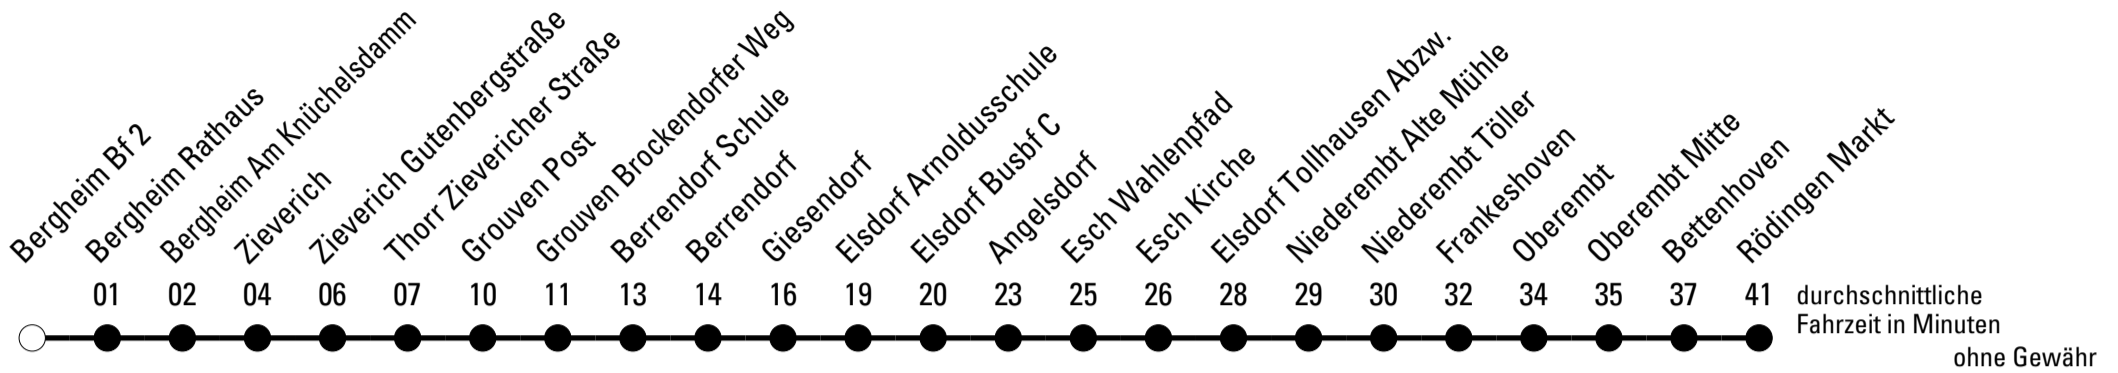 Bergheim Bf 2
Bergheim Rathaus
Bergheim Am Knüchelsdamm
Zieverich
Zieverich Gutenbergstraße
Thorr Zievericher Straße
Grouven Post
Grouven Brockendorfer Weg
Berrendorf Schule
Berrendorf
Giesendorf
Elsdorf Arnoldusschule
Elsdorf Busbf C
Angelsdorf
Esch Wahlenpfad
Esch Kirche
Elsdorf Tollhausen Abzw.
Niederembt Alte Mühle
Niederembt Töller
Frankeshoven
Oberembt
Oberembt Mitte
Bettenhoven
Rödingen Markt
01 02 04 06 07 10 11 13 14 16 19 20 23 25 26 28 29 30 32 34 35 37 41 durchschnittliche
Fahrzeit in Minuten
ohne Gewähr